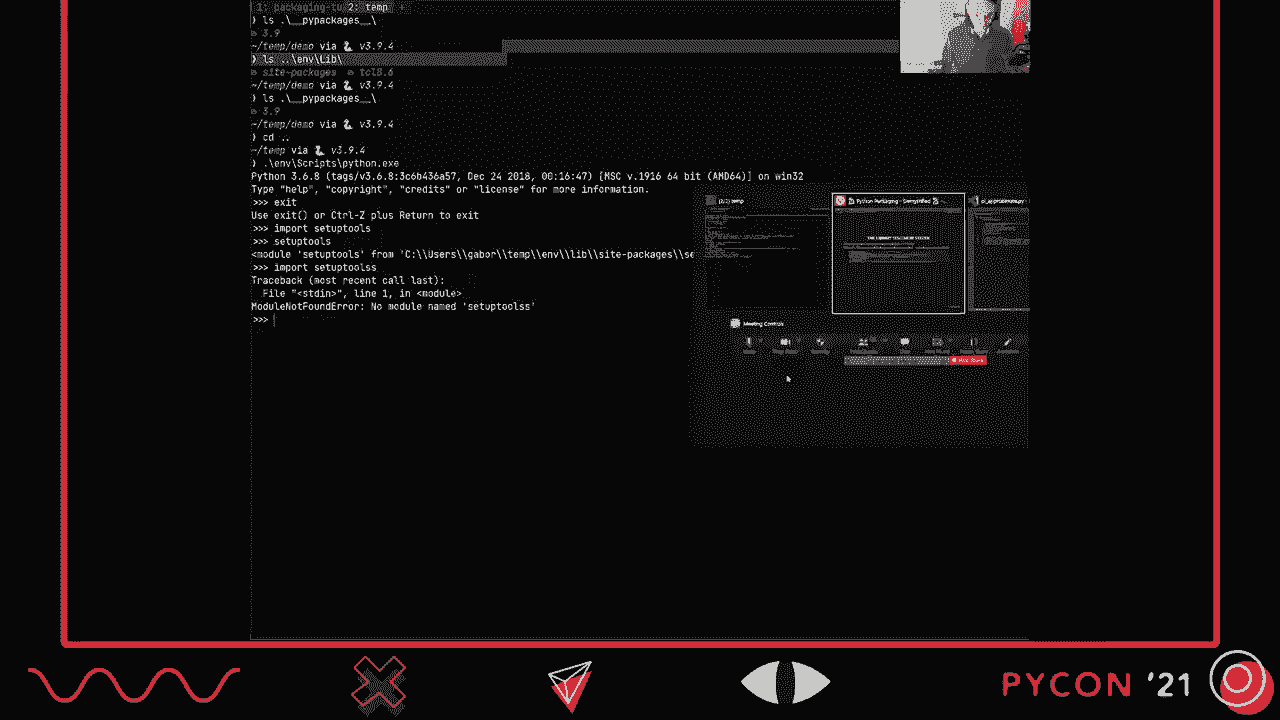 1: packaging-tu 2: temp +
❯ ls .\__pypackages__\
3.9
~/temp/demo via v3.9.4
❯ ls ..\env\Lib\
site-packages tcl8.6
~/temp/demo via v3.9.4
❯ ls .\__pypackages__\
3.9
~/temp/demo via v3.9.4
❯ cd ..
~/temp via v3.9.4
❯ .\env\Scripts\python.exe
Python 3.6.8 (tags/v3.6.8:3c6b436a57, Dec 24 2018, 00:16:47) [MSC v.1916 64 bit (AMD64)] on win32
Type "help", "copyright", "credits" or "license" for more information.
>>> exit
Use exit() or Ctrl-Z plus Return to exit
>>> import setuptools
>>> setuptools
<module 'setuptools' from 'C:\\Users\\gabor\\temp\\env\\lib\\site-packages\\se
>>> import setuptoolss
Traceback (most recent call last):
File "<stdin>", line 1, in <module>
ModuleNotFoundError: No module named 'setuptoolss'
>>>
(2/2) temp
Python Packaging - Demystified
Meeting Controls
PYCON '21